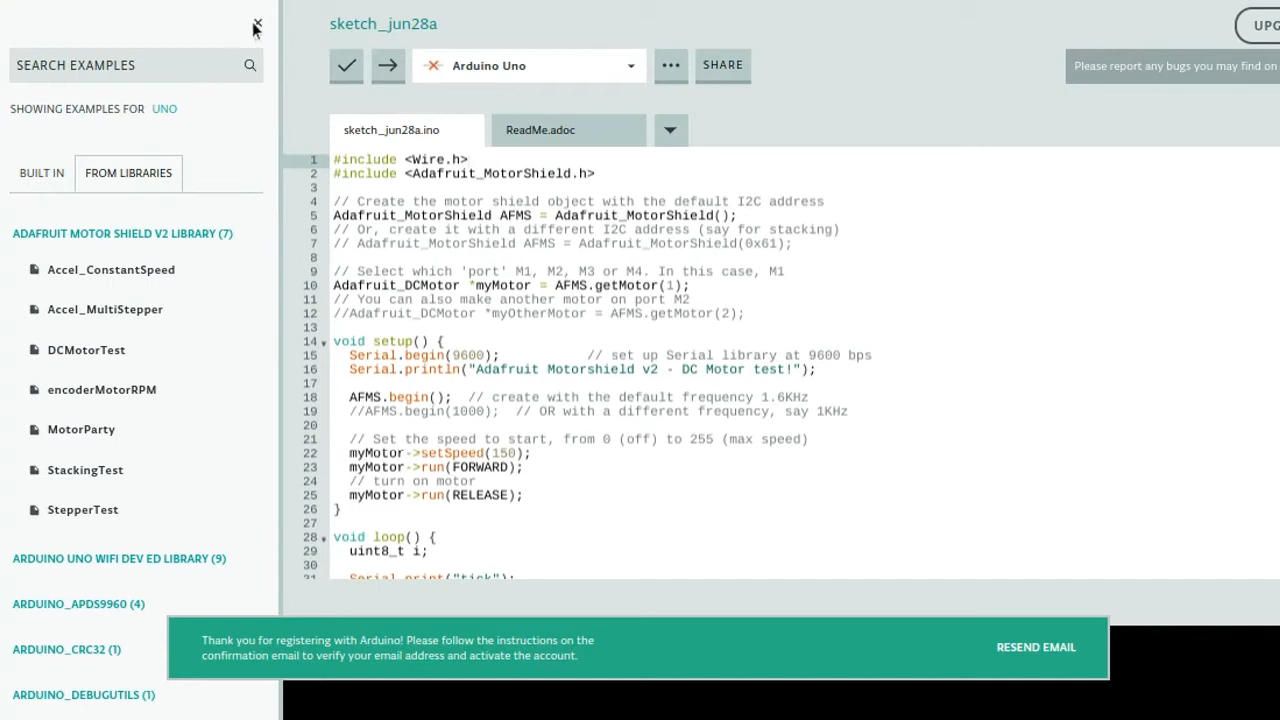 SEARCH EXAMPLES
SHOWING EXAMPLES FOR UNO
BUILT IN
FROM LIBRARIES
ADAFRUIT MOTOR SHIELD V2 LIBRARY (7)
Accel_ConstantSpeed
Accel_MultiStepper
DCMotorTest
encoderMotorRPM
MotorParty
StackingTest
StepperTest
ARDUINO UNO WIFI DEV ED LIBRARY (9)
ARDUINO_APDS9960 (4)
ARDUINO_CRC32 (1)
ARDUINO_DEBUGUTILS (1)
sketch_jun28a
UPG
Arduino Uno
SHARE
Please report any bugs you may find on
sketch_jun28a.ino
ReadMe.adoc
1 #include <Wire.h>
2 #include <Adafruit_MotorShield.h>
3
4 // Create the motor shield object with the default I2C address
5 Adafruit_MotorShield AFMS = Adafruit_MotorShield();
6 // Or, create it with a different I2C address (say for stacking)
7 // Adafruit_MotorShield AFMS = Adafruit_MotorShield(0x61);
8
9 // Select which 'port' M1, M2, M3 or M4. In this case, M1
10 Adafruit_DCMotor *myMotor = AFMS.getMotor(1);
11 // You can also make another motor on port M2
12 //Adafruit_DCMotor *myOtherMotor = AFMS.getMotor(2);
13
14 void setup() {
15 Serial.begin(9600); // set up Serial library at 9600 bps
16 Serial.println("Adafruit Motorshield v2 - DC Motor test!");
17
18 AFMS.begin(); // create with the default frequency 1.6KHz
19 //AFMS.begin(1000); // OR with a different frequency, say 1KHz
20
21 // Set the speed to start, from 0 (off) to 255 (max speed)
22 myMotor->setSpeed(150);
23 myMotor->run(FORWARD);
24 // turn on motor
25 myMotor->run(RELEASE);
26 }
27
28 void loop() {
29 uint8_t i;
30
31 Serial.print("tick");
Thank you for registering with Arduino! Please follow the instructions on the
confirmation email to verify your email address and activate the account.
RESEND EMAIL